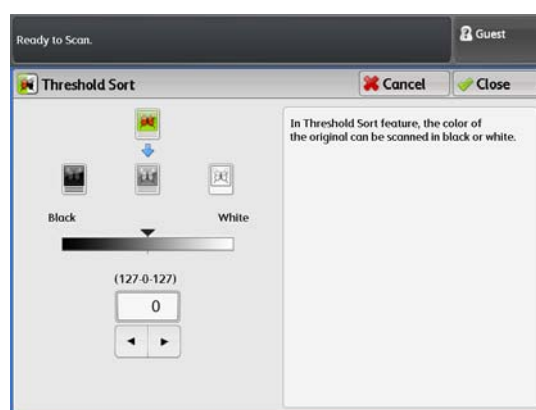 Ready to Scan.
Guest
Threshold Sort
Cancel
Close
In Threshold Sort feature, the color of
the original can be scanned in black or white.
Black White
(127-0-127)
0